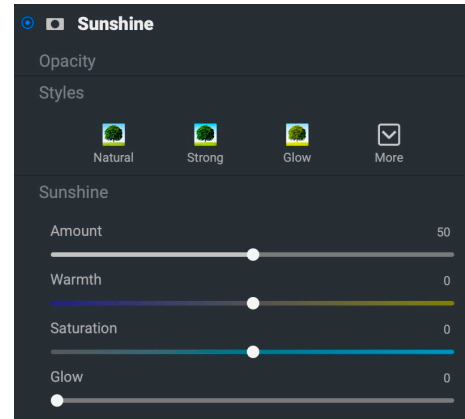 Sunshine
Opacity
Styles
Natural Strong Glow More
Sunshine
Amount 50
Warmth 0
Saturation 0
Glow 0